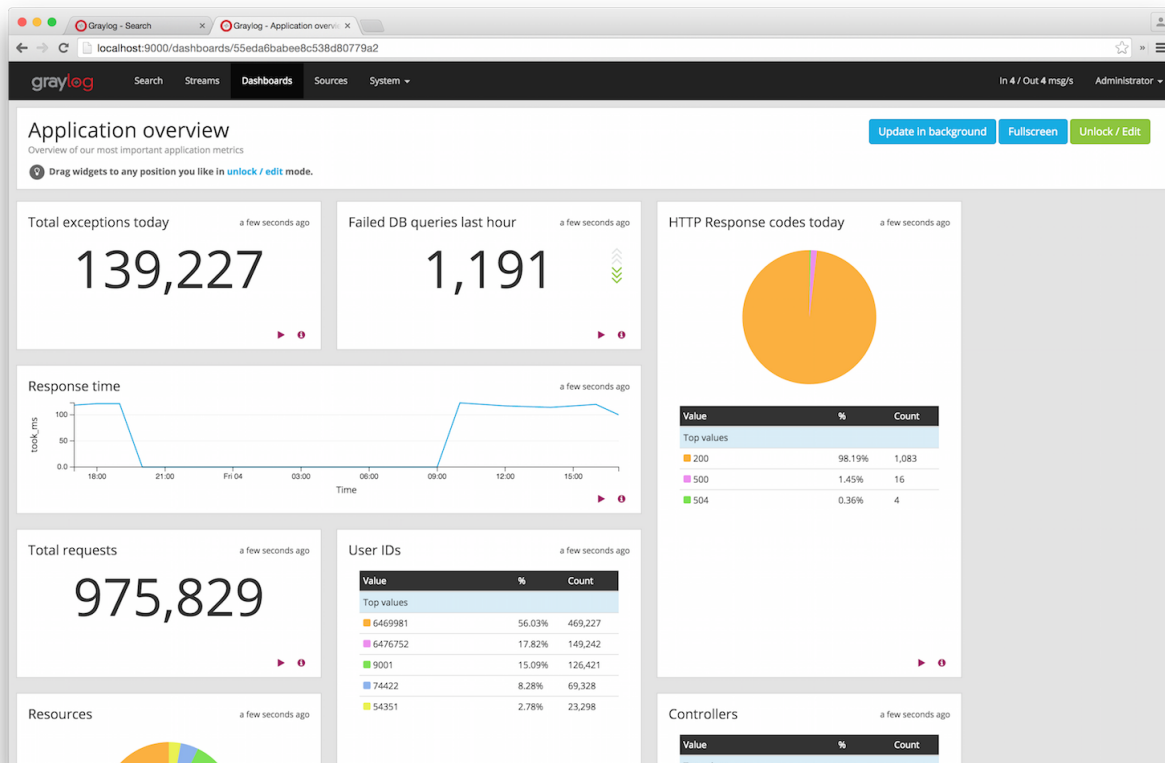 Graylog - Search
Graylog - Application overvi
localhost:9000/dashboards/55eda6babee8c538d80779a2
graylog Search Streams Dashboards Sources System In 4 / Out 4 msg/s Administrator
Application overview
Update in background Fullscreen Unlock / Edit
Overview of our most important application metrics
Drag widgets to any position you like in unlock / edit mode.
Total exceptions today a few seconds ago
139,227
Failed DB queries last hour a few seconds ago
1,191
HTTP Response codes today a few seconds ago
Value % Count
Top values
200 98.19% 1,083
500 1.45% 16
504 0.36% 4
Response time a few seconds ago
took_ms
100
50
0.0
18:00 21:00 Fri 04 03:00 06:00 09:00 12:00 15:00
Time
Total requests a few seconds ago
975,829
User IDs a few seconds ago
Value % Count
Top values
6469981 56.03% 469,227
6476752 17.82% 149,242
9001 15.09% 126,421
74422 8.28% 69,328
54351 2.78% 23,298
Resources a few seconds ago
Controllers a few seconds ago
Value % Count